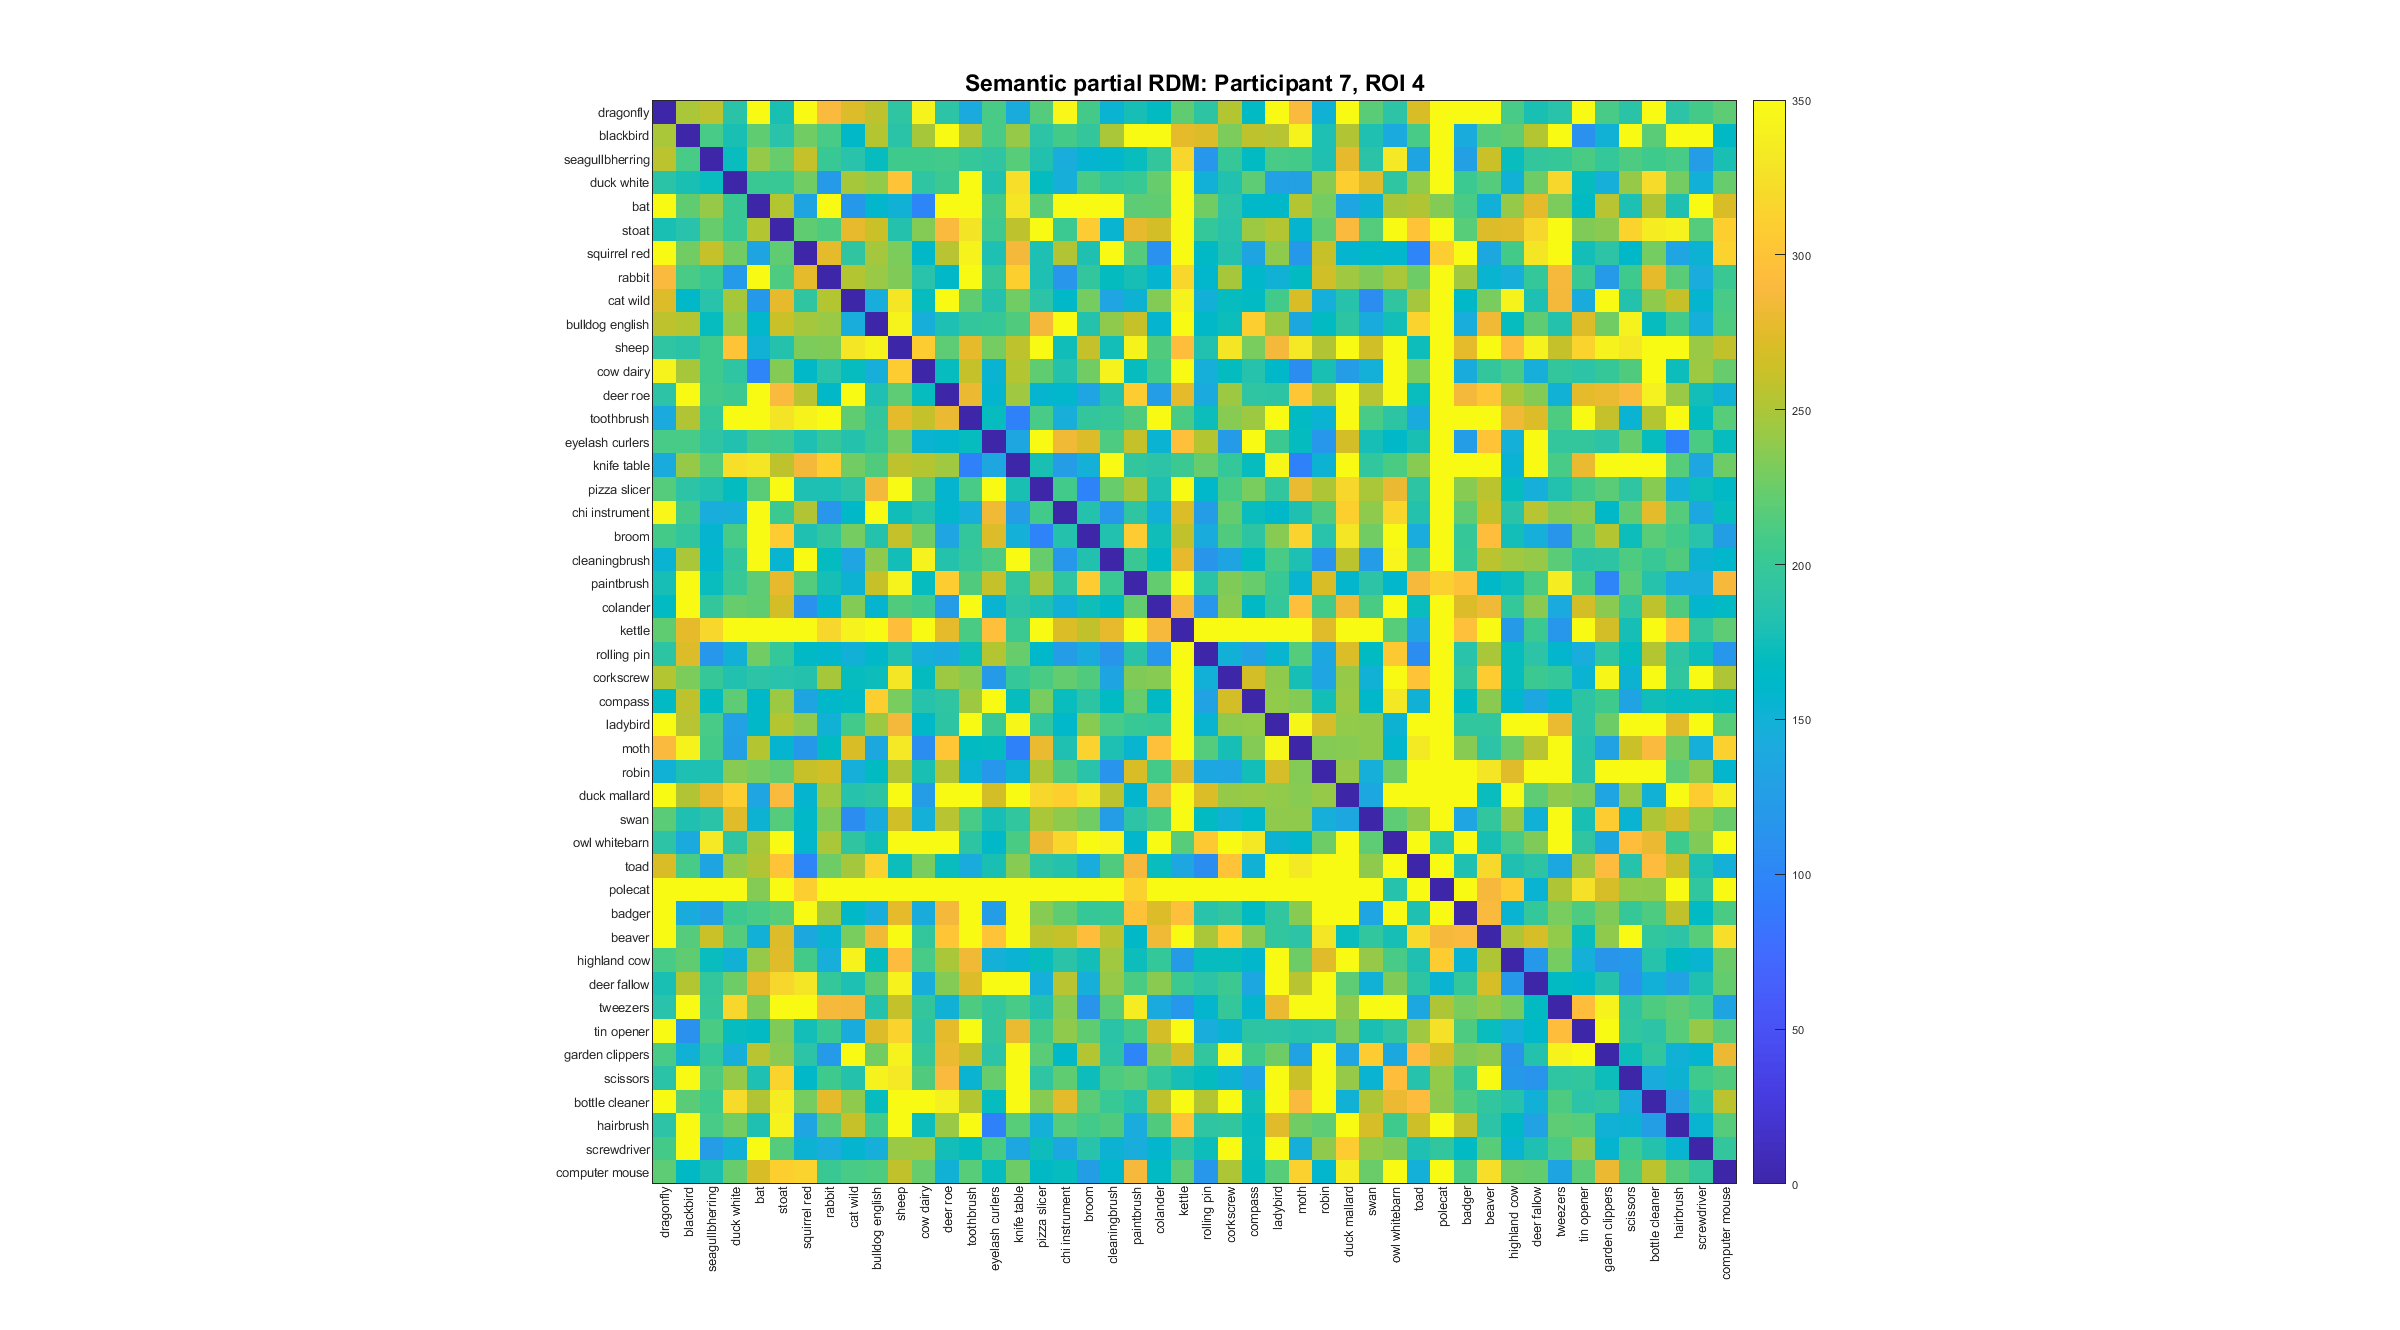 Semantic partial RDM: Participant 7, ROI 4
dragonfly
blackbird
seagullbherring
duck white
bat
stoat
squirrel red
rabbit
cat wild
bulldog english
sheep
cow dairy
deer roe
toothbrush
eyelash curlers
knife table
pizza slicer
chi instrument
broom
cleaningbrush
paintbrush
colander
kettle
rolling pin
corkscrew
compass
ladybird
moth
robin
duck mallard
swan
owl whitebarn
toad
polecat
badger
beaver
highland cow
deer fallow
tweezers
tin opener
garden clippers
scissors
bottle cleaner
hairbrush
screwdriver
computer mouse
dragonfly
blackbird
seagullbherring
duck white
bat
stoat
squirrel red
rabbit
cat wild
bulldog english
sheep
cow dairy
deer roe
toothbrush
eyelash curlers
knife table
pizza slicer
chi instrument
broom
cleaningbrush
paintbrush
colander
kettle
rolling pin
corkscrew
compass
ladybird
moth
robin
duck mallard
swan
owl whitebarn
toad
polecat
badger
beaver
highland cow
deer fallow
tweezers
tin opener
garden clippers
scissors
bottle cleaner
hairbrush
screwdriver
computer mouse
350
300
250
200
150
100
50
0